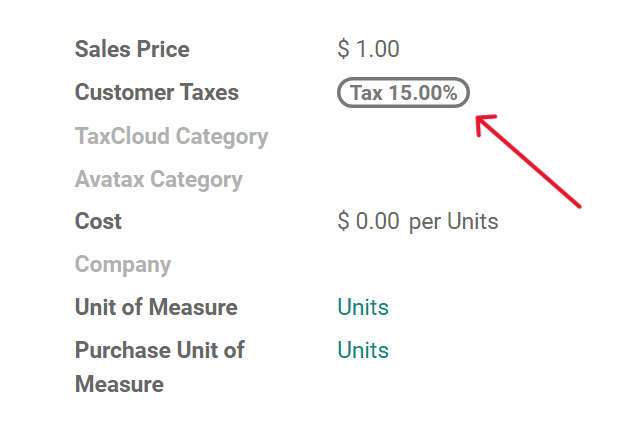 Sales Price $ 1.00
Customer Taxes Tax 15.00%
TaxCloud Category
Avatax Category
Cost $ 0.00 per Units
Company
Unit of Measure Units
Purchase Unit of Units
Measure